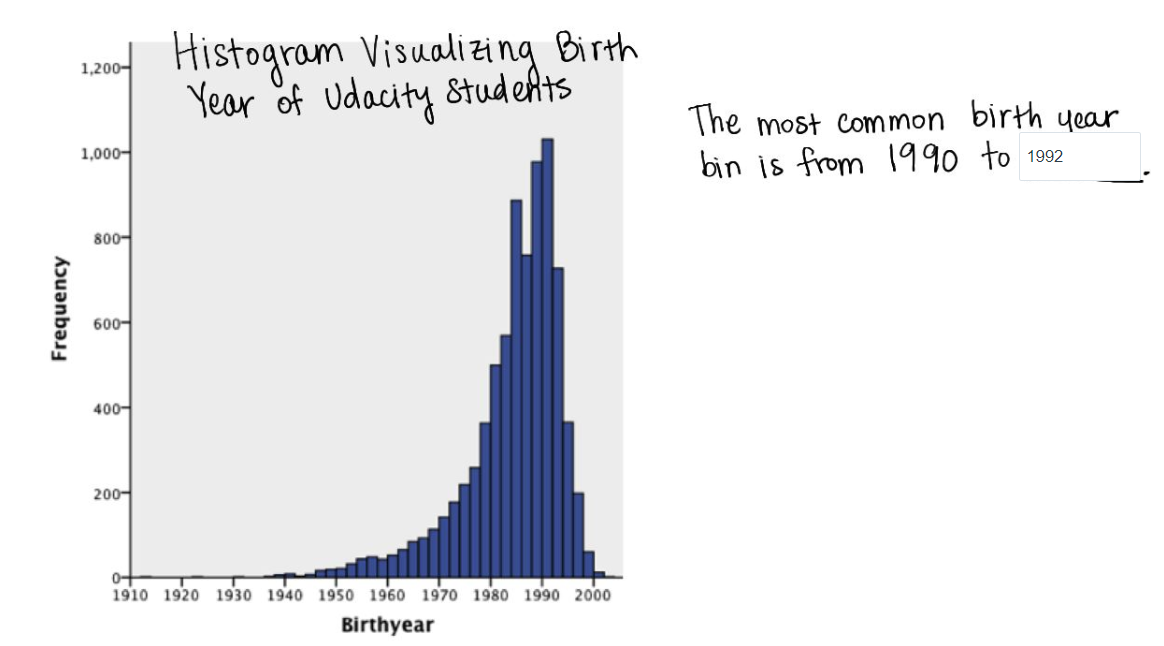 Histogram Visualizing Birth
Year of Udacity Students
1,200
1,000
800
600
400
200
0
Frequency
1910 1920 1930 1940 1950 1960 1970 1980 1990 2000
Birthyear
The most common birth year
bin is from 1990 to 1992.